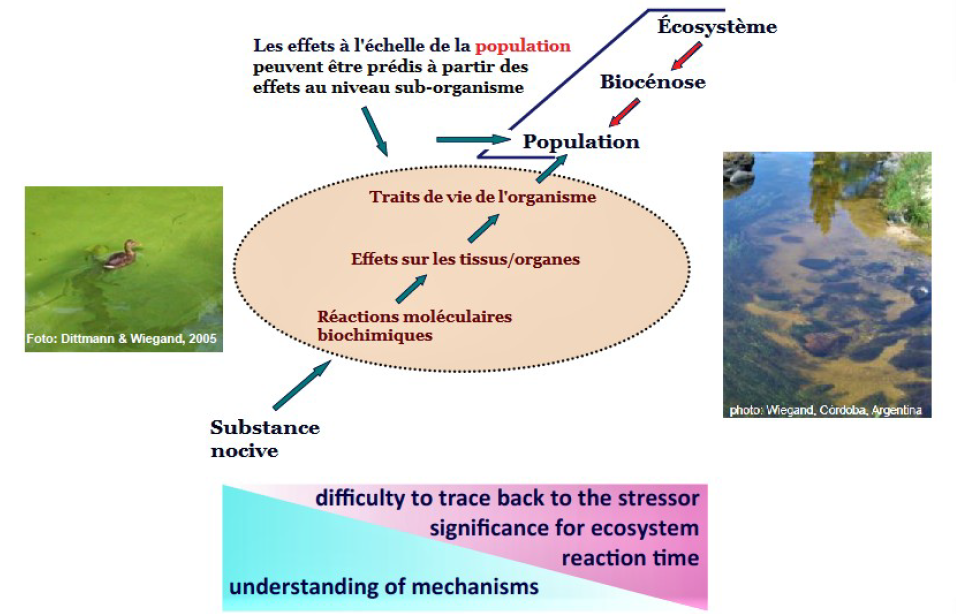 Les effets à l'échelle de la population
peuvent être prédis à partir des
effets au niveau sub-organisme
Écosystème
Biocénose
Population
Traits de vie de l'organisme
Effets sur les tissus/organes
Réactions moléculaires
biochimiques
Foto: Dittmann & Wiegand, 2005
photo: Wiegand, Córdoba, Argentina
Substance
nocive
difficulty to trace back to the stressor
significance for ecosystem
reaction time
understanding of mechanisms